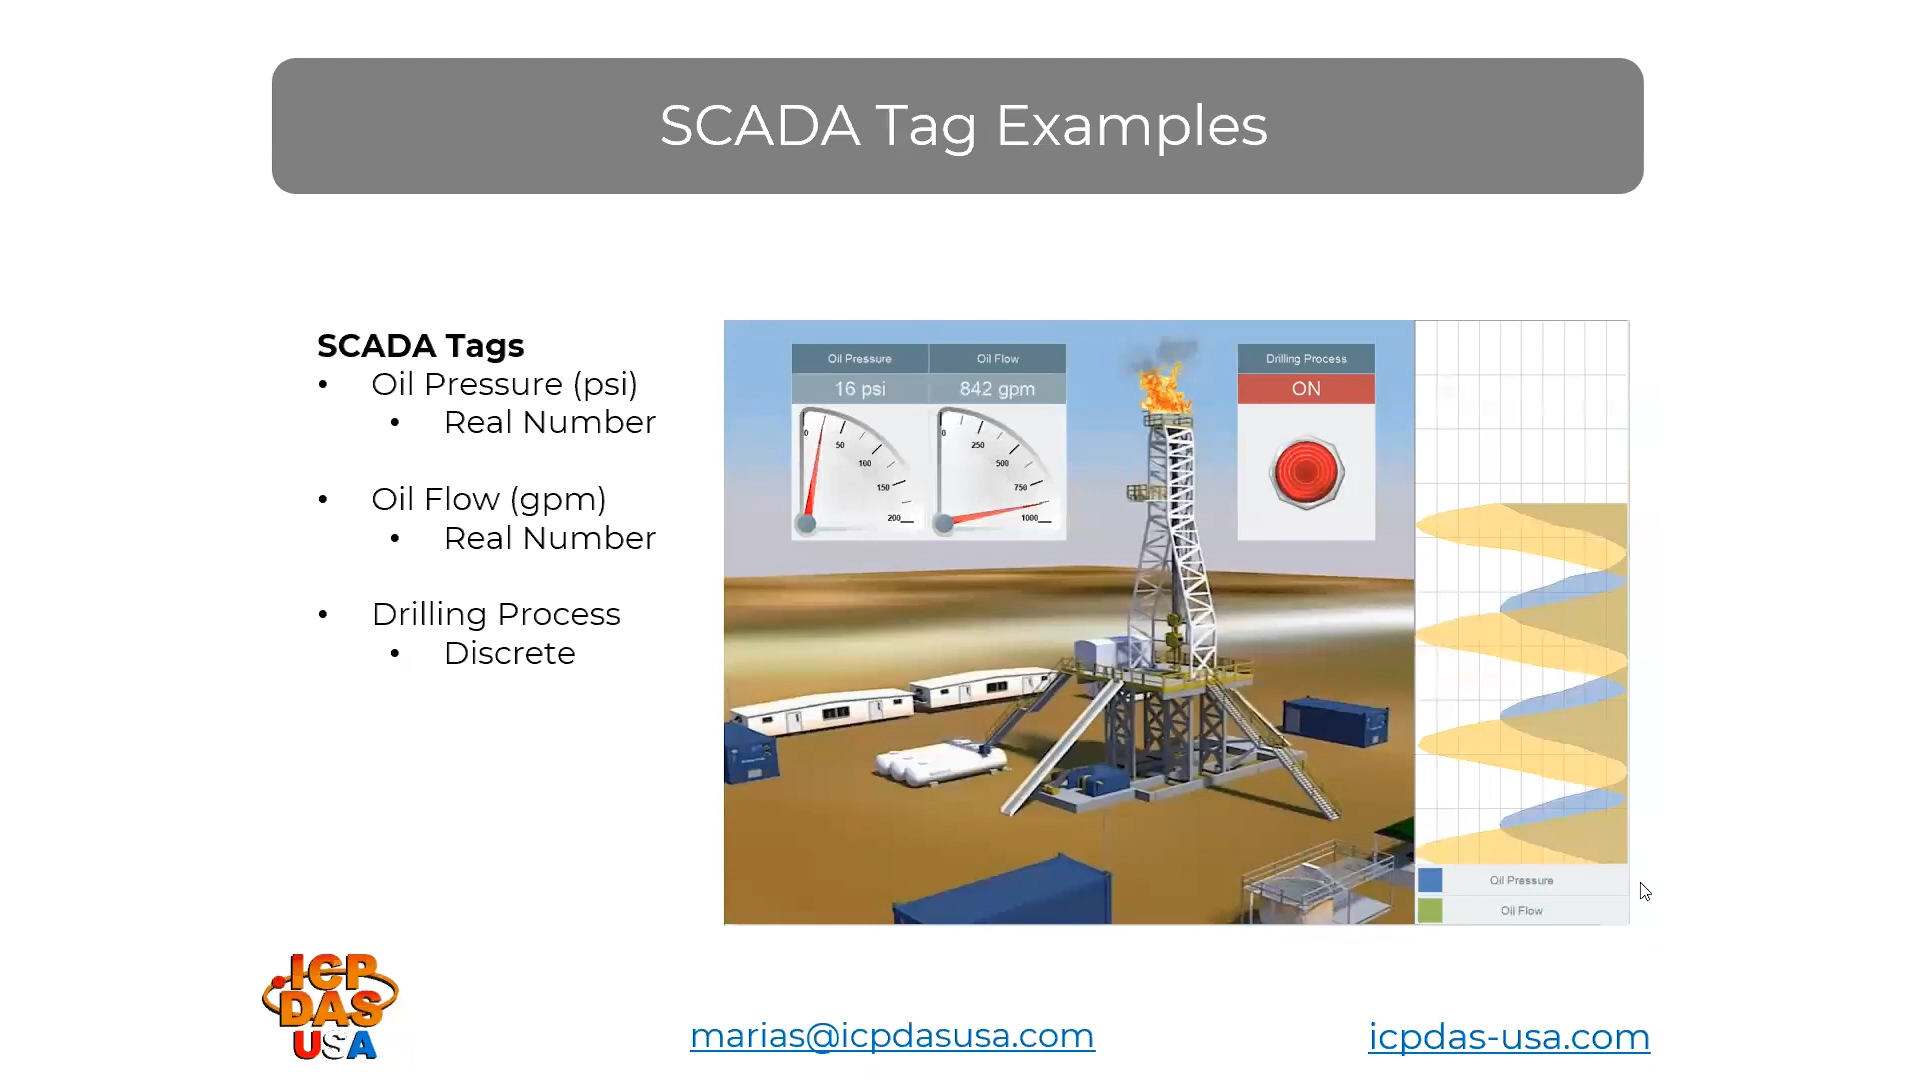 SCADA Tag Examples
SCADA Tags
• Oil Pressure (psi)
• Real Number
• Oil Flow (gpm)
• Real Number
• Drilling Process
• Discrete
Oil Pressure
Oil Flow
16 psi
842 gpm
0
50
100
150
200
0
250
500
750
1000
Drilling Process
ON
Oil Pressure
Oil Flow
ICP
DAS
USA
marias@icpdasusa.com
icpdas-usa.com